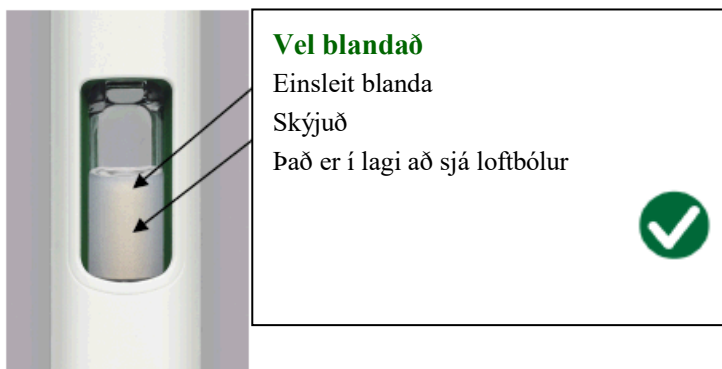 Vel blandað
Einsleit blanda
Skýjuð
Það er í lagi að sjá loftbólur